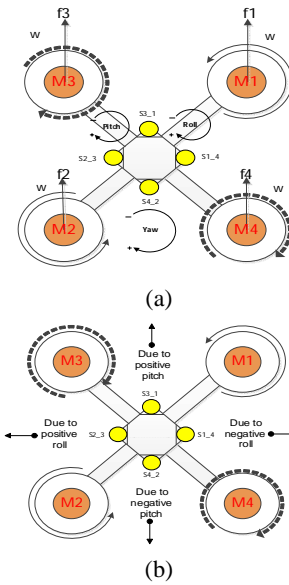 f3
f1
w
w
M3
M1
S3_1
−
Pitch
+
−
Roll
+
S2_3
S1_4
f2
f4
w
S4_2
w
M2
−
Yaw
+
M4
(a)
Due to
positive
pitch
M3
M1
S3_1
Due to
positive
roll
S2_3
S1_4
Due to
negative
roll
S4_2
M2
Due to
negative
pitch
M4
(b)